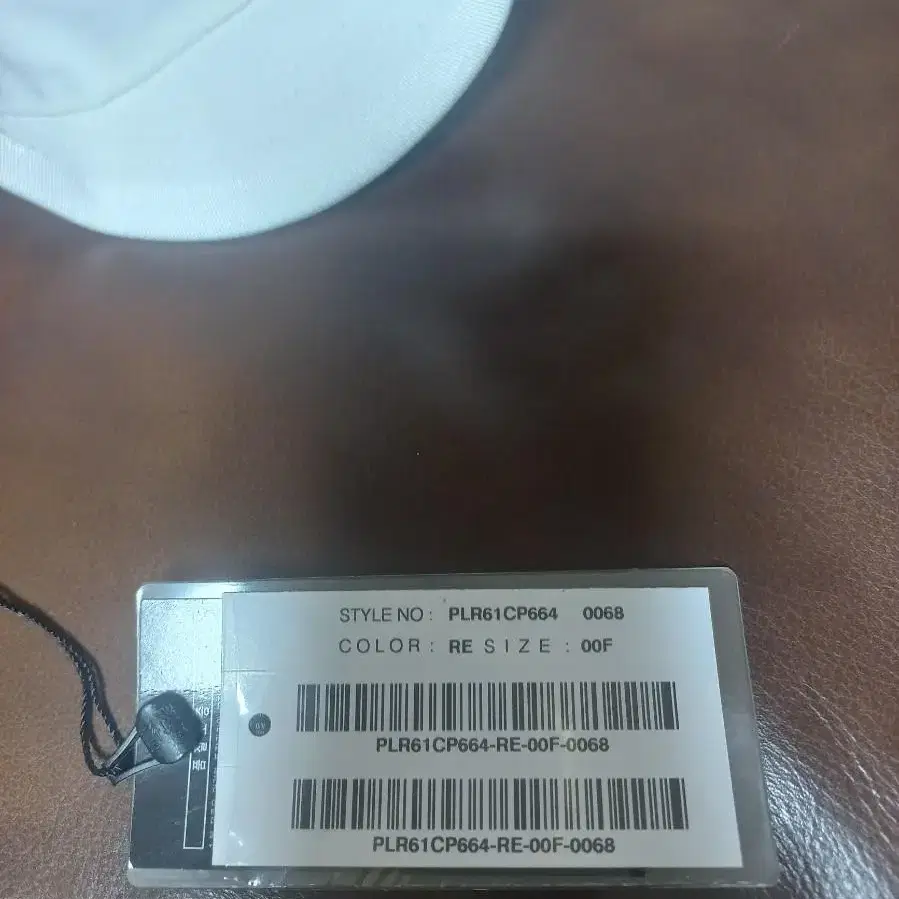 STYLE NO : PLR61CP664 0068
COLOR : RE SIZE : 00F
PLR61CP664-RE-00F-0068
PLR61CP664-RE-00F-0068